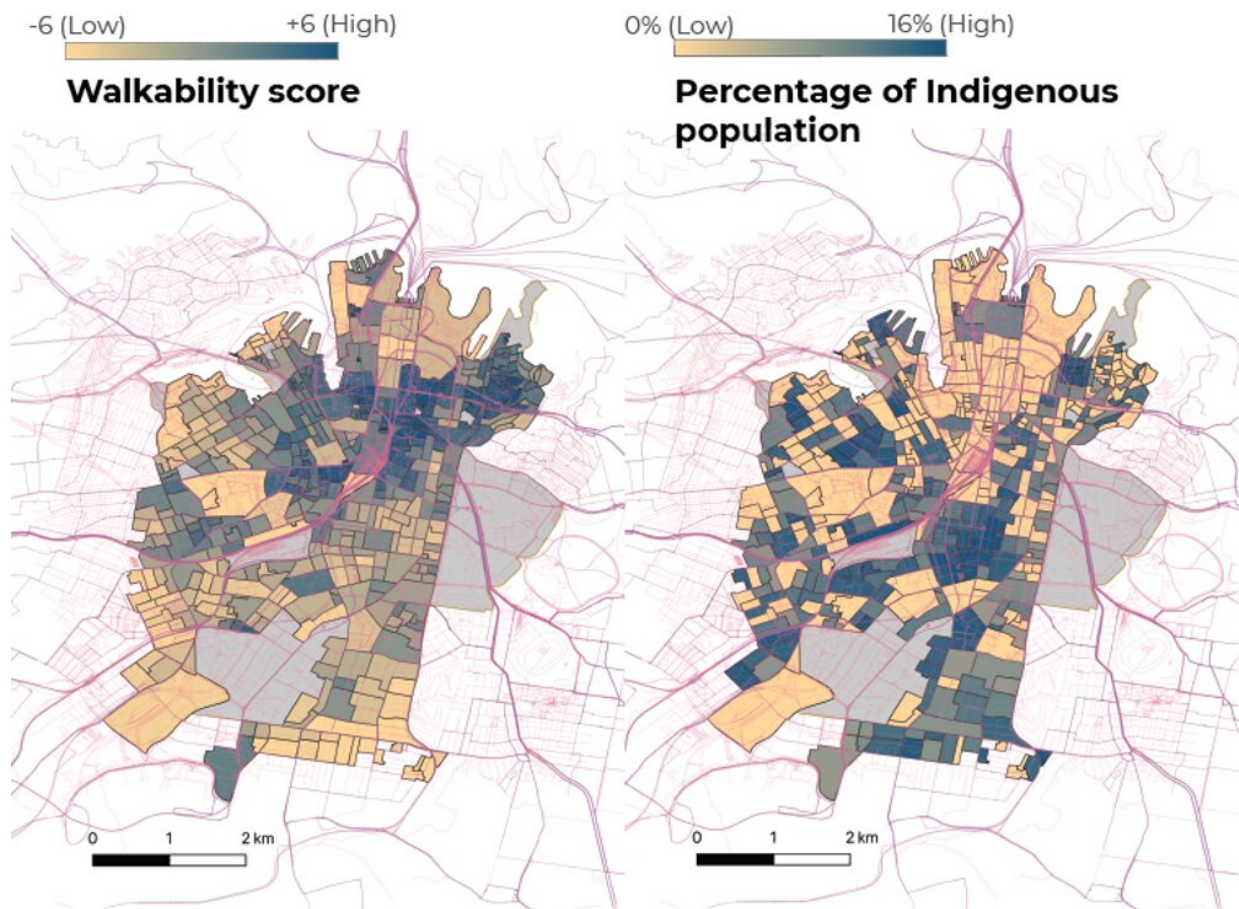 -6 (Low) +6 (High)
Walkability score
0% (Low) 16% (High)
Percentage of Indigenous
population
0 1 2 km
0 1 2 km